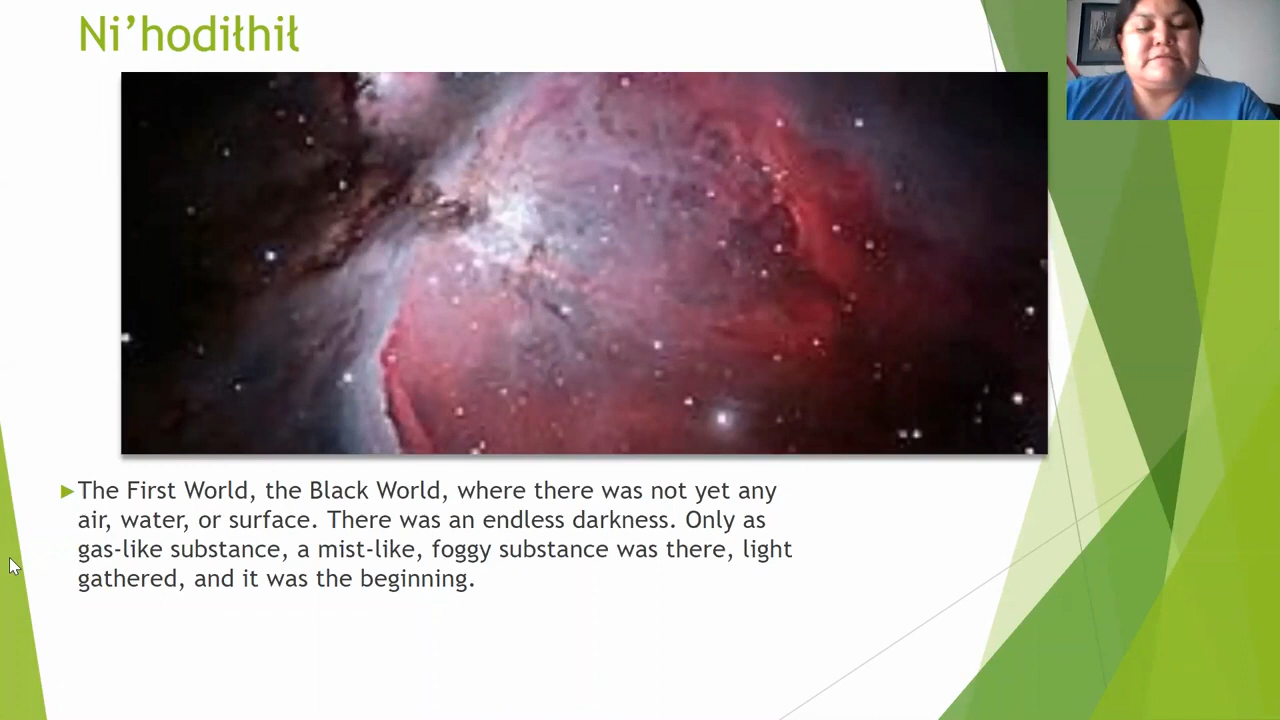 Ni’hodiłhił
The First World, the Black World, where there was not yet any
air, water, or surface. There was an endless darkness. Only as
gas-like substance, a mist-like, foggy substance was there, light
gathered, and it was the beginning.